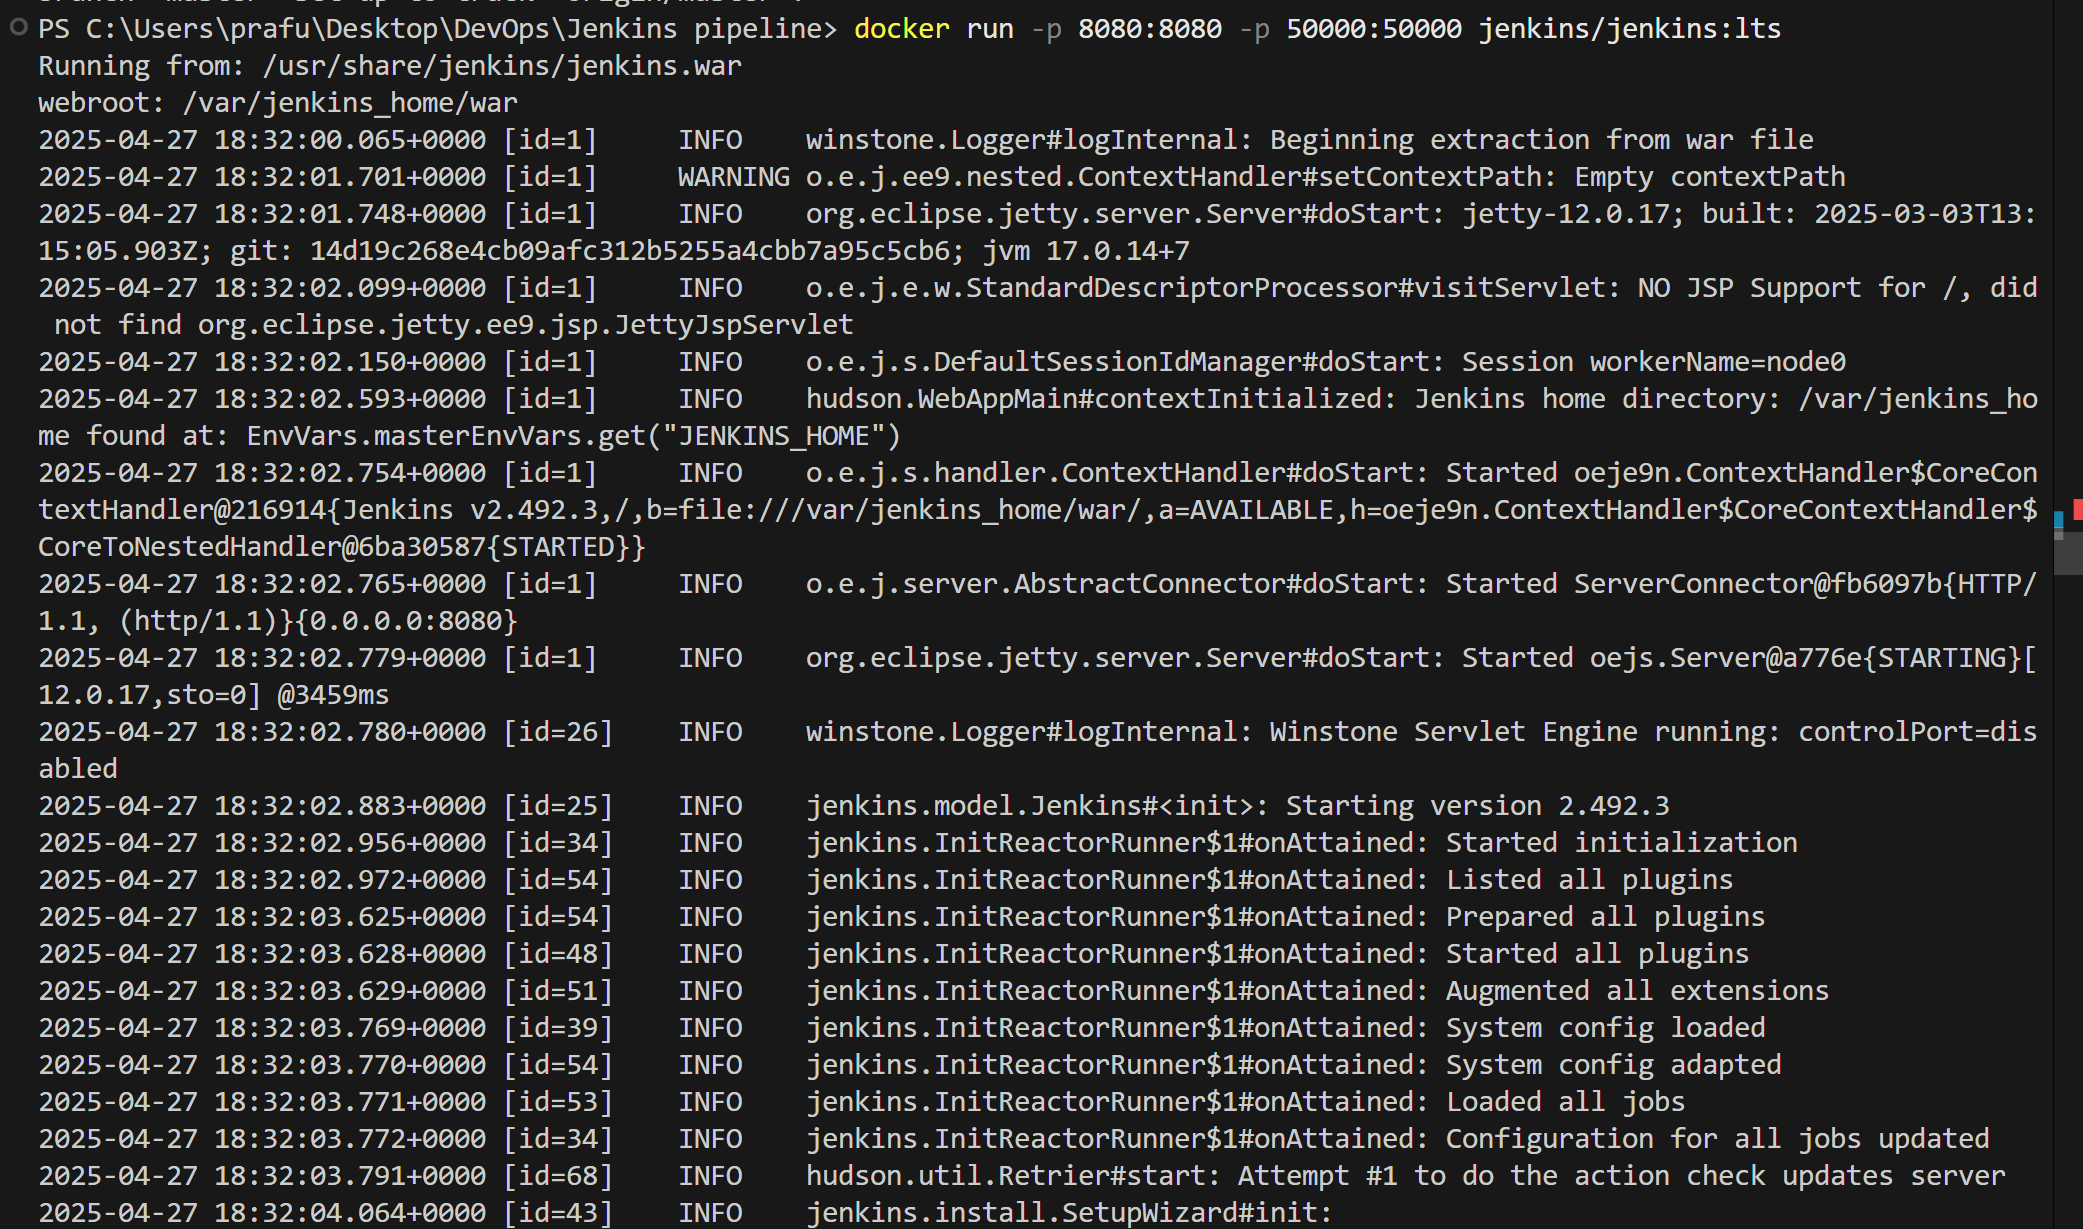 PS C:\Users\prafu\Desktop\DevOps\Jenkins pipeline> docker run -p 8080:8080 -p 50000:50000 jenkins/jenkins:lts
Running from: /usr/share/jenkins/jenkins.war
webroot: /var/jenkins_home/war
2025-04-27 18:32:00.065+0000 [id=1]     INFO    winstone.Logger#logInternal: Beginning extraction from war file
2025-04-27 18:32:01.701+0000 [id=1]     WARNING o.e.j.ee9.nested.ContextHandler#setContextPath: Empty contextPath
2025-04-27 18:32:01.748+0000 [id=1]     INFO    org.eclipse.jetty.server.Server#doStart: jetty-12.0.17; built: 2025-03-03T13:
15:05.903Z; git: 14d19c268e4cb09afc312b5255a4cbb7a95c5cb6; jvm 17.0.14+7
2025-04-27 18:32:02.099+0000 [id=1]     INFO    o.e.j.e.w.StandardDescriptorProcessor#visitServlet: NO JSP Support for /, did
 not find org.eclipse.jetty.ee9.jsp.JettyJspServlet
2025-04-27 18:32:02.150+0000 [id=1]     INFO    o.e.j.s.DefaultSessionIdManager#doStart: Session workerName=node0
2025-04-27 18:32:02.593+0000 [id=1]     INFO    hudson.WebAppMain#contextInitialized: Jenkins home directory: /var/jenkins_ho
me found at: EnvVars.masterEnvVars.get("JENKINS_HOME")
2025-04-27 18:32:02.754+0000 [id=1]     INFO    o.e.j.s.handler.ContextHandler#doStart: Started oeje9n.ContextHandler$CoreCon
textHandler@216914{Jenkins v2.492.3,/,b=file:///var/jenkins_home/war/,a=AVAILABLE,h=oeje9n.ContextHandler$CoreContextHandler$
CoreToNestedHandler@6ba30587{STARTED}}
2025-04-27 18:32:02.765+0000 [id=1]     INFO    o.e.j.server.AbstractConnector#doStart: Started ServerConnector@fb6097b{HTTP/
1.1, (http/1.1)}{0.0.0.0:8080}
2025-04-27 18:32:02.779+0000 [id=1]     INFO    org.eclipse.jetty.server.Server#doStart: Started oejs.Server@a776e{STARTING}[
12.0.17,sto=0] @3459ms
2025-04-27 18:32:02.780+0000 [id=26]    INFO    winstone.Logger#logInternal: Winstone Servlet Engine running: controlPort=dis
abled
2025-04-27 18:32:02.883+0000 [id=25]    INFO    jenkins.model.Jenkins#<init>: Starting version 2.492.3
2025-04-27 18:32:02.956+0000 [id=34]    INFO    jenkins.InitReactorRunner$1#onAttained: Started initialization
2025-04-27 18:32:02.972+0000 [id=54]    INFO    jenkins.InitReactorRunner$1#onAttained: Listed all plugins
2025-04-27 18:32:03.625+0000 [id=54]    INFO    jenkins.InitReactorRunner$1#onAttained: Prepared all plugins
2025-04-27 18:32:03.628+0000 [id=48]    INFO    jenkins.InitReactorRunner$1#onAttained: Started all plugins
2025-04-27 18:32:03.629+0000 [id=51]    INFO    jenkins.InitReactorRunner$1#onAttained: Augmented all extensions
2025-04-27 18:32:03.769+0000 [id=39]    INFO    jenkins.InitReactorRunner$1#onAttained: System config loaded
2025-04-27 18:32:03.770+0000 [id=54]    INFO    jenkins.InitReactorRunner$1#onAttained: System config adapted
2025-04-27 18:32:03.771+0000 [id=53]    INFO    jenkins.InitReactorRunner$1#onAttained: Loaded all jobs
2025-04-27 18:32:03.772+0000 [id=34]    INFO    jenkins.InitReactorRunner$1#onAttained: Configuration for all jobs updated
2025-04-27 18:32:03.791+0000 [id=68]    INFO    hudson.util.Retrier#start: Attempt #1 to do the action check updates server
2025-04-27 18:32:04.064+0000 [id=43]    INFO    jenkins.install.SetupWizard#init: